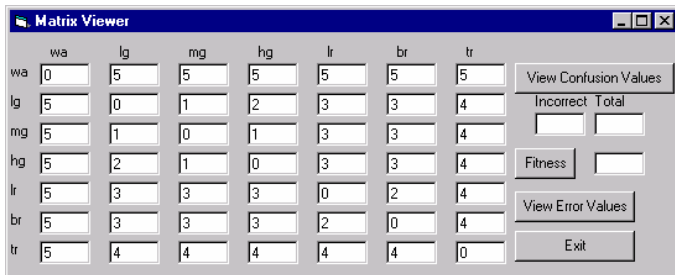 Matrix Viewer
wa lg mg hg lr br tr
wa 0 5 5 5 5 5 5 View Confusion Values
lg 5 0 1 2 3 3 4 Incorrect Total
mg 5 1 0 1 3 3 4
hg 5 2 1 0 3 3 4 Fitness
lr 5 3 3 3 0 2 4 View Error Values
br 5 3 3 3 2 0 4
tr 5 4 4 4 4 4 0 Exit